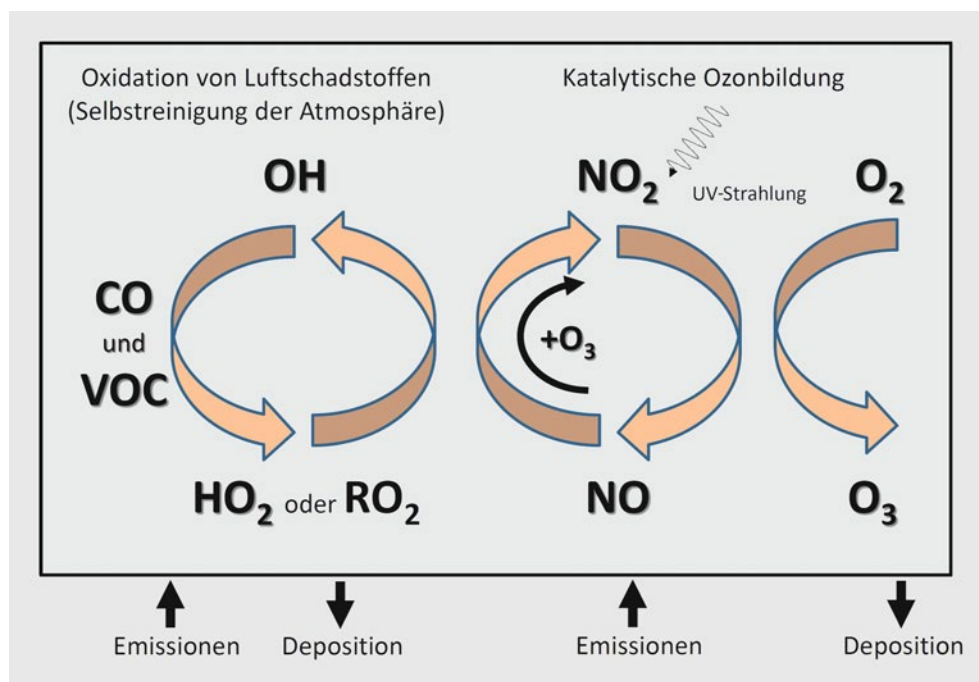 Oxidation von Luftschadstoffen
(Selbstreinigung der Atmosphäre)
Katalytische Ozonbildung
OH
NO₂
UV-Strahlung
O₂
CO
und
VOC
+O₃
HO₂ oder RO₂
NO
O₃
Emissionen
Deposition
Emissionen
Deposition